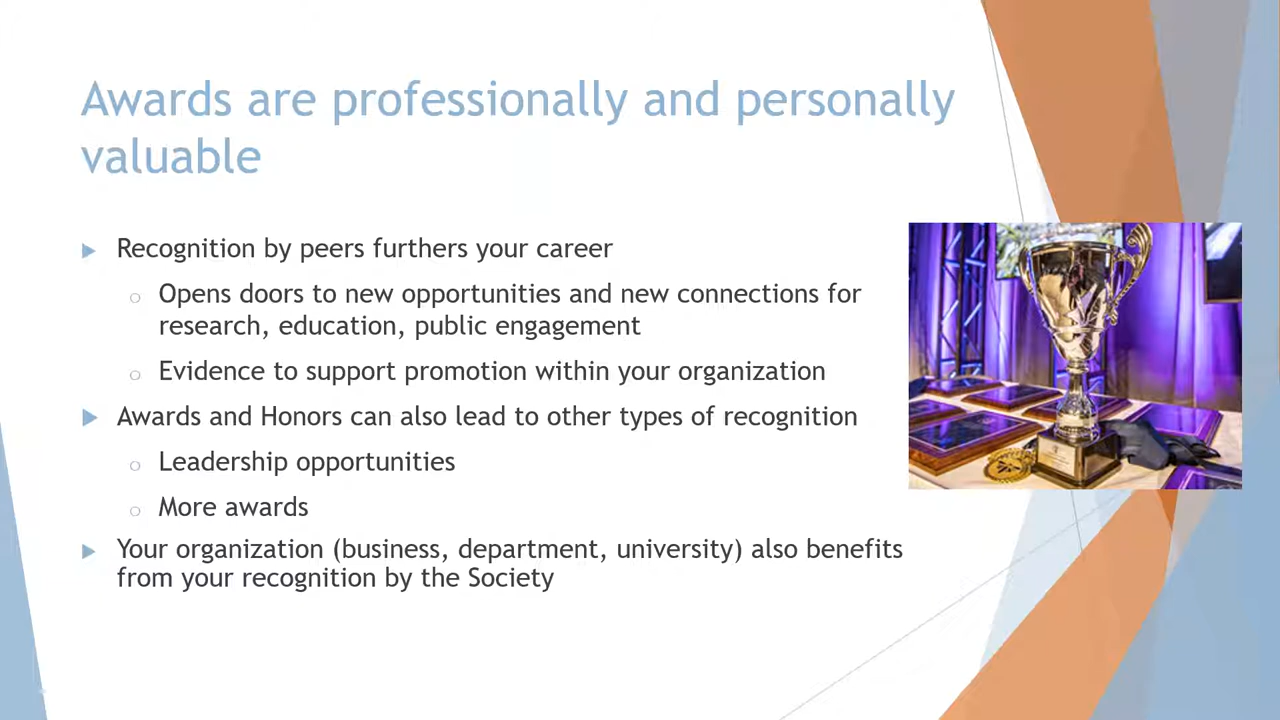 Awards are professionally and personally
valuable
Recognition by peers furthers your career
Opens doors to new opportunities and new connections for
research, education, public engagement
Evidence to support promotion within your organization
Awards and Honors can also lead to other types of recognition
Leadership opportunities
More awards
Your organization (business, department, university) also benefits
from your recognition by the Society